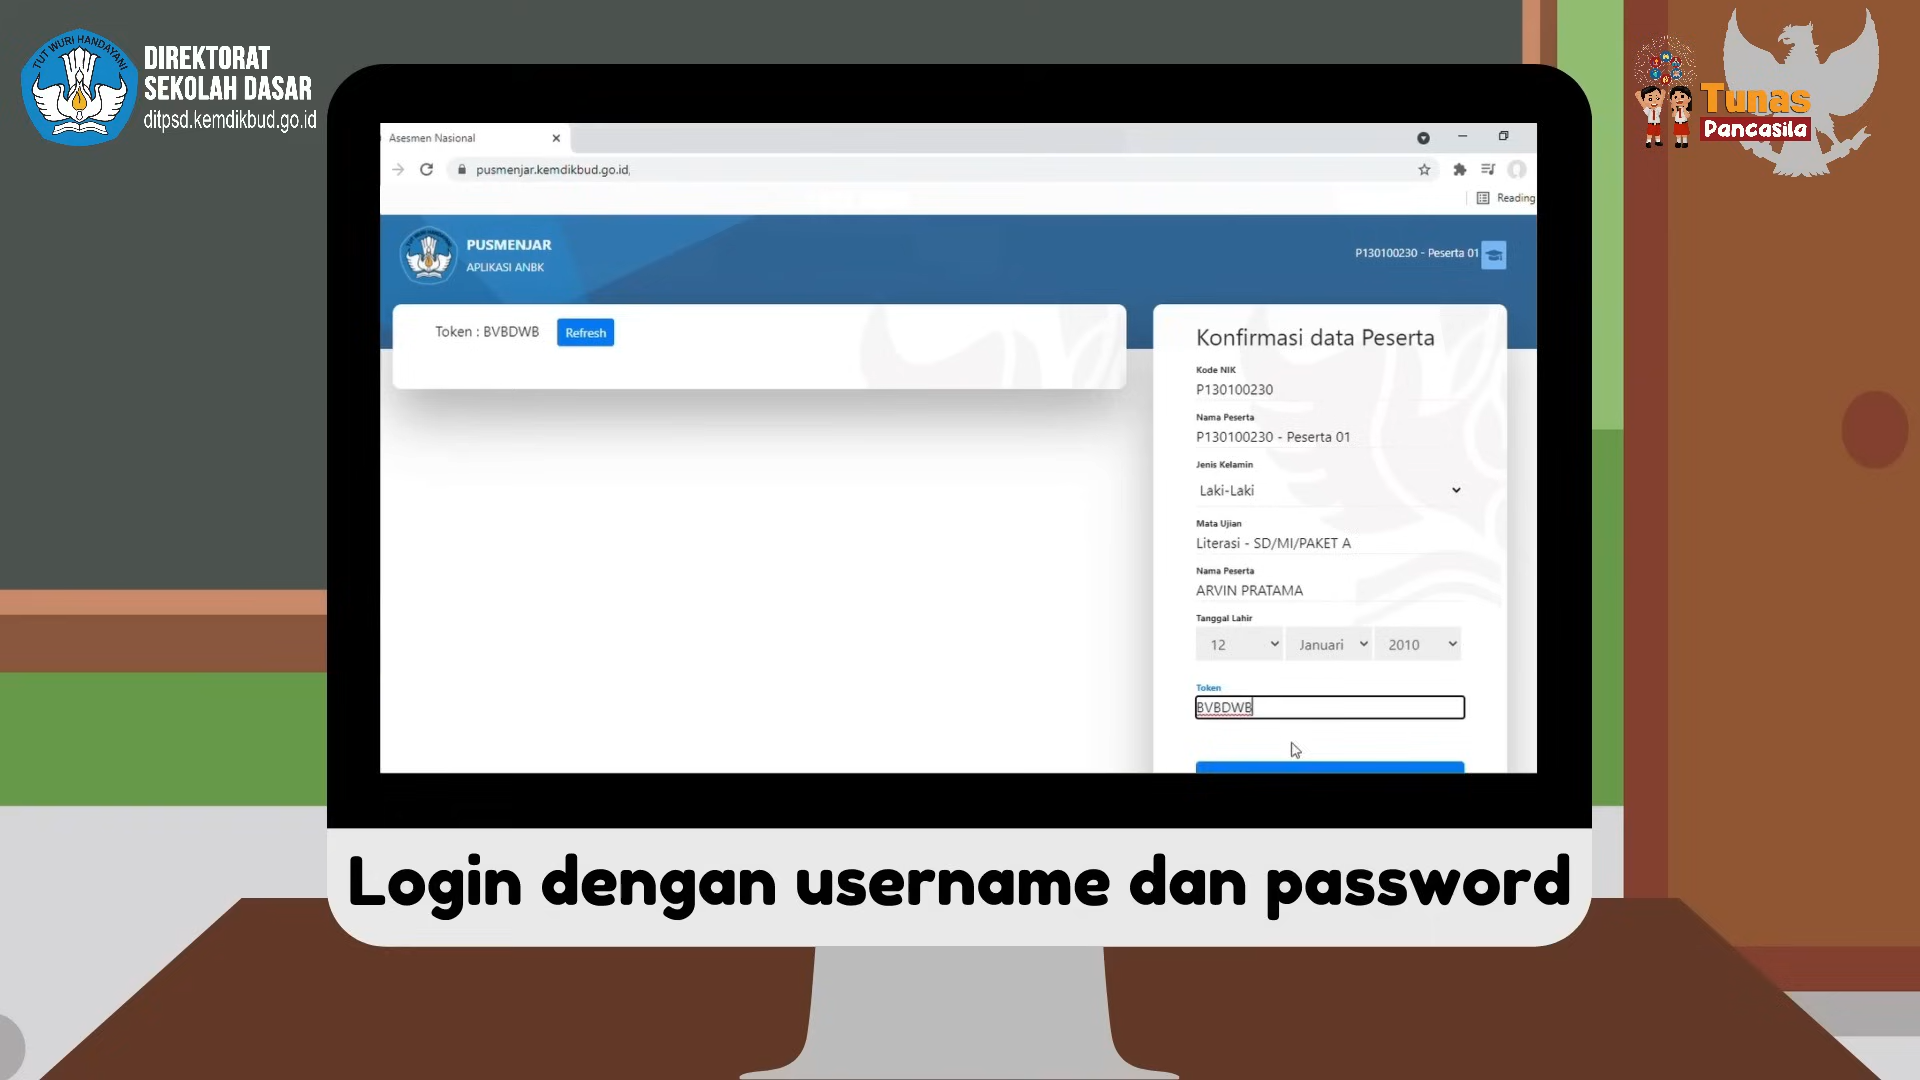 TUT WURI HANDAYANI
DIREKTORAT
SEKOLAH DASAR
ditpsd.kemdikbud.go.id
Tunas
Pancasila
Asesmen Nasional
pusmenjar.kemdikbud.go.id,
Reading
PUSMENJAR
APLIKASI ANBK
P130100230 - Peserta 01
Token : BVBDWB
Refresh
Konfirmasi data Peserta
Kode NIK
P130100230
Nama Peserta
P130100230 - Peserta 01
Jenis Kelamin
Laki-Laki
Mata Ujian
Literasi - SD/MI/PAKET A
Nama Peserta
ARVIN PRATAMA
Tanggal Lahir
12 Januari 2010
Token
BVBDWB
Login dengan username dan password